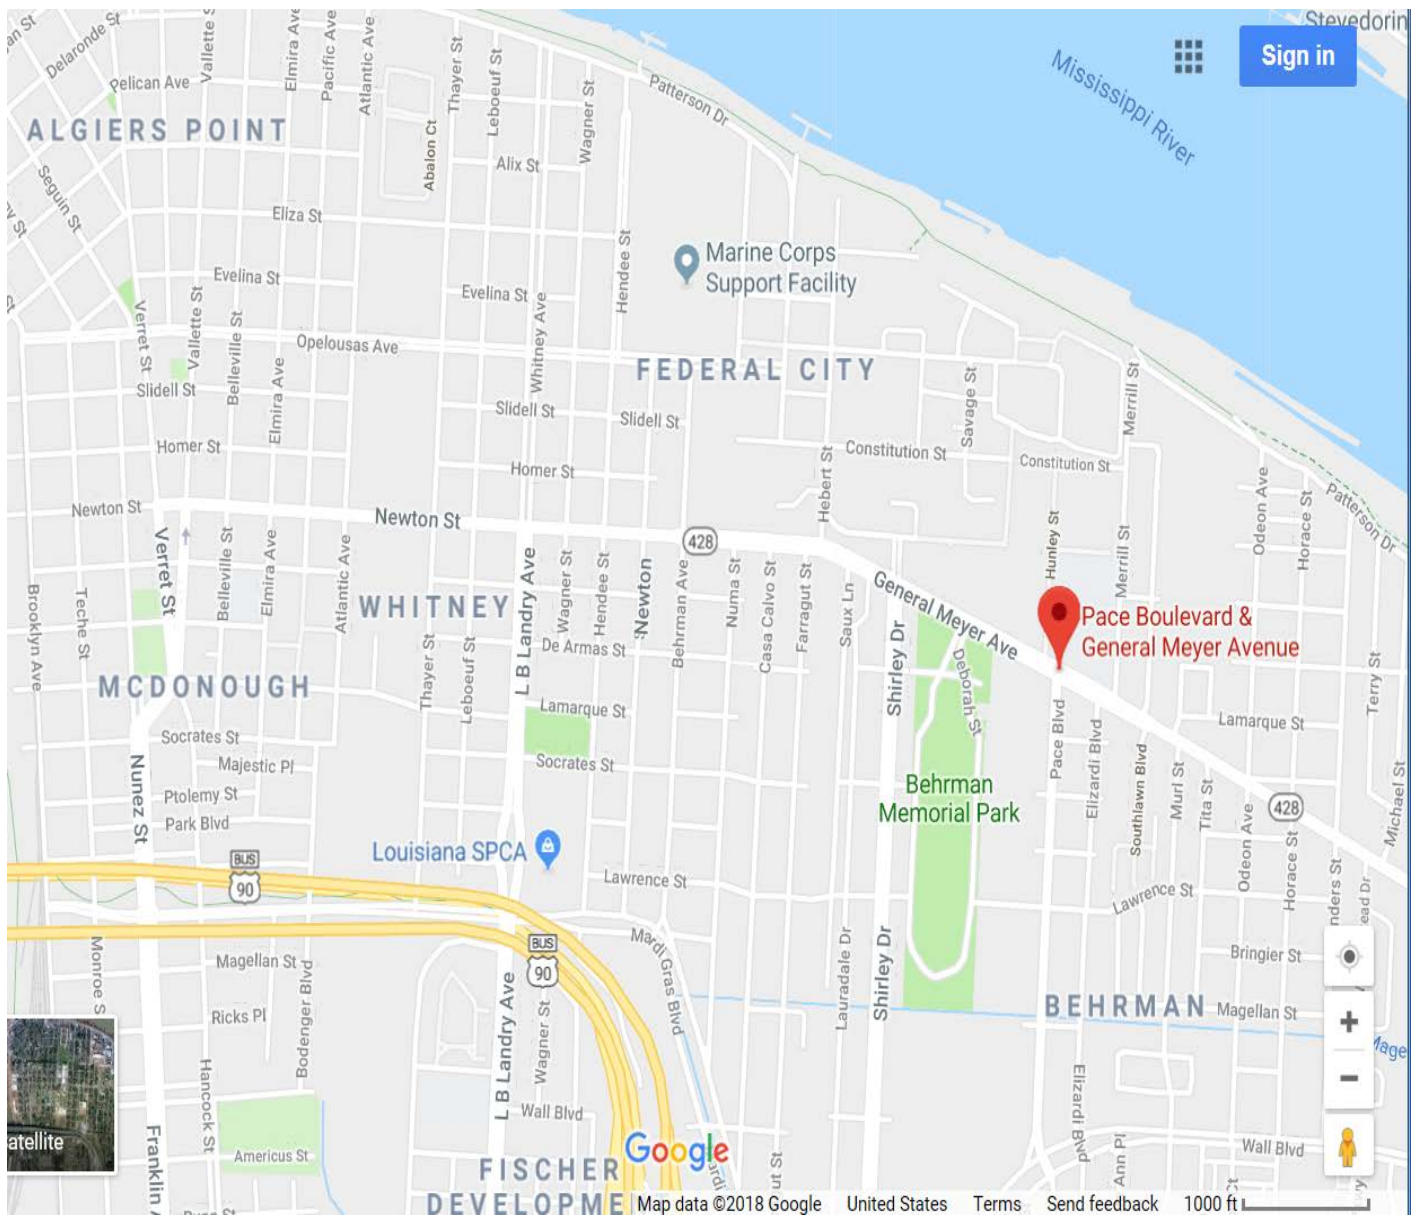 Stevedorin
Sign in
Mississippi River
Delaronde St
Vallette S
Elmira Ave
Pacific Ave
Atlantic Ave
Thayer St
Leboeuf St
Wagner St
Patterson Dr
Pelican Ave
ALGIERS POINT
Abalon Ct
Alix St
Seguin St
Eliza St
Hendee St
Marine Corps
Support Facility
Evelina St
Evelina St
Verret St
Vallette St
Belleville St
Elmira Ave
Whitney Ave
Opelousas Ave
FEDERAL CITY
Slidell St
Slidell St
Slidell St
Savage St
Merrill St
Homer St
Homer St
Hebert St
Constitution St
Constitution St
Odeon Ave
Horace St
Patterson Dr
Newton St
Newton St
428
Hunley St
Merrill St
Verret St
Belleville St
Elmira Ave
Atlantic Ave
L B Landry Ave
Wagner St
Hendee St
Newton
Behrman Ave
Numa St
Casa Calvo St
Farragut St
Saux Ln
General Meyer Ave
Brooklyn Ave
Teche St
WHITNEY
Pace Boulevard &
General Meyer Avenue
De Armas St
Shirley Dr
Deborah St
Thayer St
Leboeuf St
MCDONOUGH
Lamarque St
Lamarque St
Terry St
Pace Blvd
Elizardi Blvd
Southlawn Blvd
Murl St
Tita St
Socrates St
Socrates St
Majestic Pl
Nunez St
Ptolemy St
Park Blvd
Behrman
Memorial Park
428
Michael St
Odeon Ave
Horace St
Louisiana SPCA
BUS
90
Lawrence St
Lawrence St
nders St
ead Dr
Mardi Gras Blvd
Lauradale Dr
Shirley Dr
Monroe S
Magellan St
Bodenger Blvd
BUS
90
Bringier St
BEHRMAN
Magellan St
Ricks Pl
L B Landry Ave
Wagner St
Mage
Hancock St
Wall Blvd
Elizardi Blvd
Ann Pl
Wall Blvd
atellite
Franklin A
Americus St
FISCHER
DEVELOPME
Google
ut St
Map data ©2018 Google United States Terms Send feedback 1000 ft